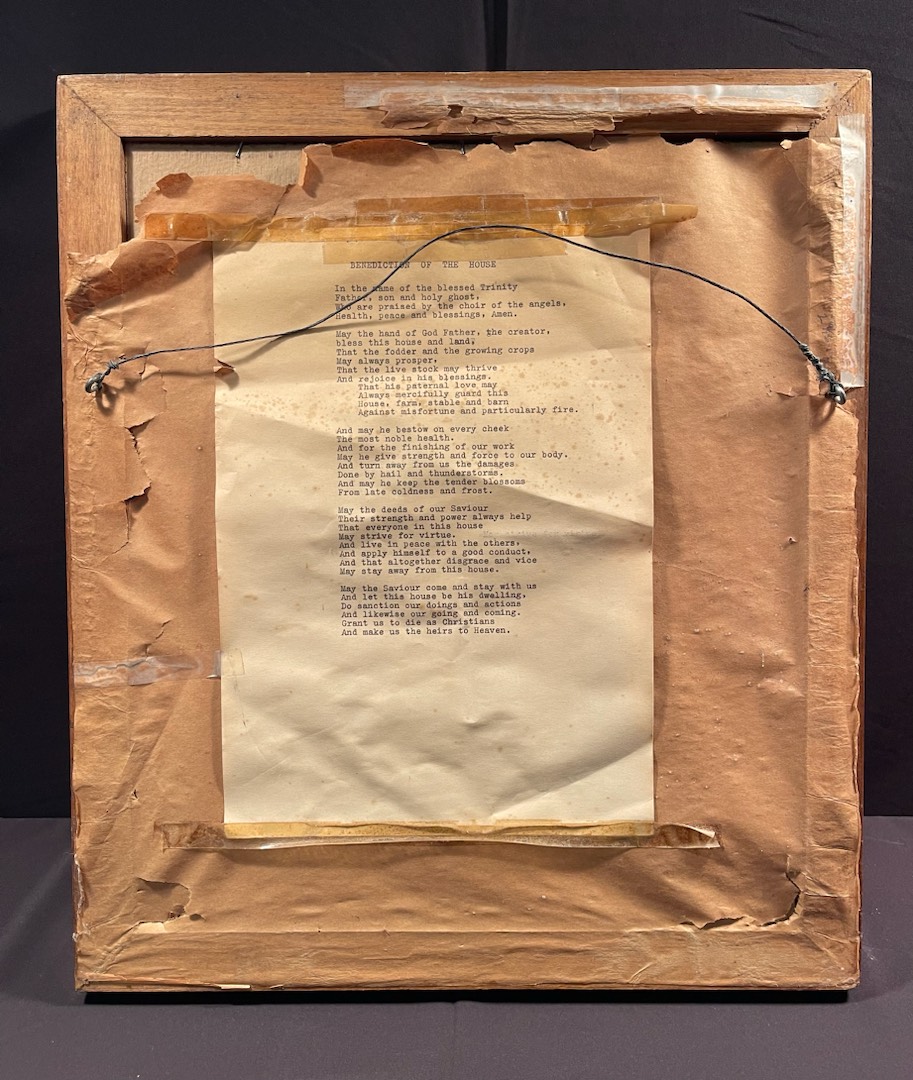 BENEDICTION OF THE HOUSE
In the name of the blessed Trinity
Father, son and holy ghost,
Who are praised by the choir of the angels,
Health, peace and blessings, Amen.
May the hand of God Father, the creator,
bless this house and land,
That the fodder and the growing crops
May always prosper,
That the live stock may thrive
And rejoice in his blessings.
That his paternal love may
Always mercifully guard this
House, farm, stable and barn
Against misfortune and particularly fire.
And may he bestow on every cheek
The most noble health.
And for the finishing of our work
May he give strength and force to our body.
And turn away from us the damages
Done by hail and thunderstorms.
And may he keep the tender blossoms
From late coldness and frost.
May the deeds of our Saviour
Their strength and power always help
That everyone in this house
May strive for virtue.
And live in peace with the others,
And apply himself to a good conduct,
And that altogether disgrace and vice
May stay away from this house.
May the Saviour come and stay with us
And let this house be his dwelling,
Do sanction our doings and actions
And likewise our going and coming.
Grant us to die as Christians
And make us the heirs to Heaven.